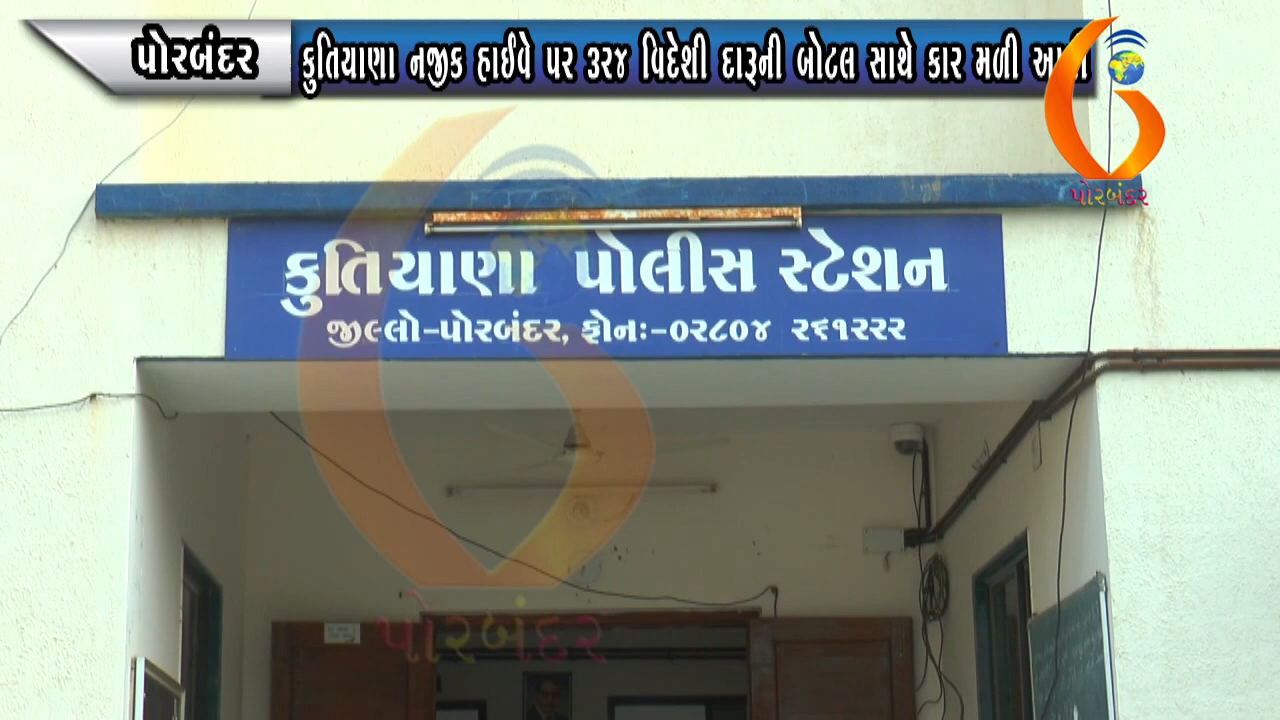 પોરબંદર
કુતિયાણા નજીક હાઈવે પર ૩૨૪ વિદેશી દારૂની બોટલ સાથે કાર મળી
પોરબંદર
કુતિયાણા પોલીસ સ્ટેશન
જીલ્લો-પોરબંદર, ફોનઃ-૦૨૮૦૪ ૨૬૧૨૨૨
પોરબંદર